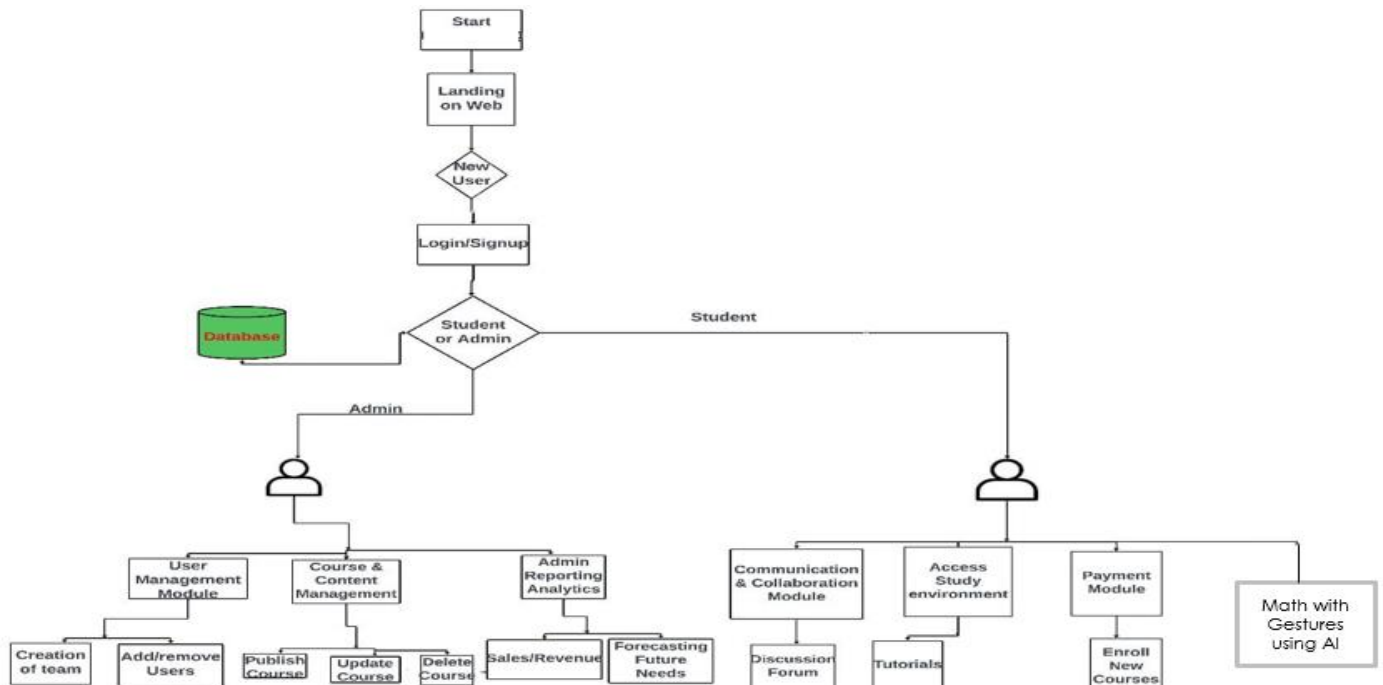 Start
Landing
on Web
New
User
Login/Signup
Database
Student
or Admin
Student
Admin
User
Management
Module
Course &
Content
Management
Admin
Reporting
Analytics
Communication
& Collaboration
Module
Access
Study
environment
Payment
Module
Math with
Gestures
using AI
Creation
of team
Add/remove
Users
Publish
Course
Update
Course
Delete
Course
Sales/Revenue
Forecasting
Future
Needs
Discussion
Forum
Tutorials
Enroll
New
Courses